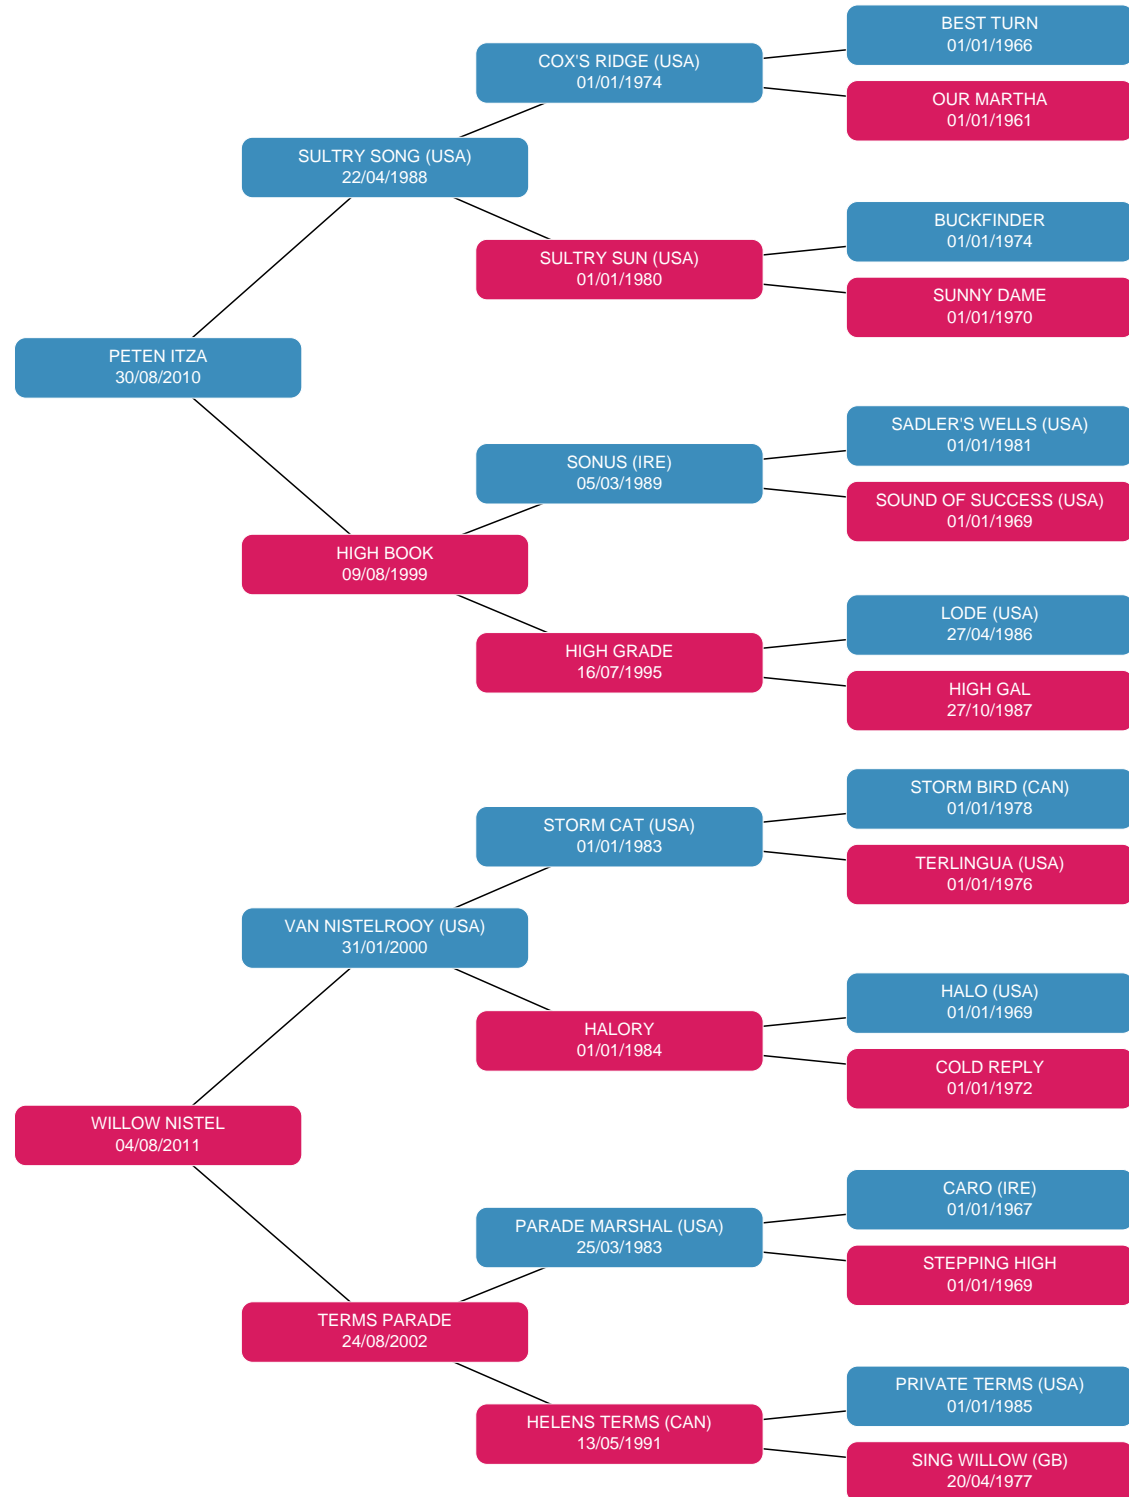 BEST TURN
01/01/1966
COX'S RIDGE (USA)
01/01/1974
OUR MARTHA
01/01/1961
SULTRY SONG (USA)
22/04/1988
BUCKFINDER
01/01/1974
SULTRY SUN (USA)
01/01/1980
SUNNY DAME
01/01/1970
PETEN ITZA
30/08/2010
SADLER'S WELLS (USA)
01/01/1981
SONUS (IRE)
05/03/1989
SOUND OF SUCCESS (USA)
01/01/1969
HIGH BOOK
09/08/1999
LODE (USA)
27/04/1986
HIGH GRADE
16/07/1995
HIGH GAL
27/10/1987
STORM BIRD (CAN)
01/01/1978
STORM CAT (USA)
01/01/1983
TERLINGUA (USA)
01/01/1976
VAN NISTELROOY (USA)
31/01/2000
HALO (USA)
01/01/1969
HALORY
01/01/1984
COLD REPLY
01/01/1972
WILLOW NISTEL
04/08/2011
CARO (IRE)
01/01/1967
PARADE MARSHAL (USA)
25/03/1983
STEPPING HIGH
01/01/1969
TERMS PARADE
24/08/2002
PRIVATE TERMS (USA)
01/01/1985
HELENS TERMS (CAN)
13/05/1991
SING WILLOW (GB)
20/04/1977